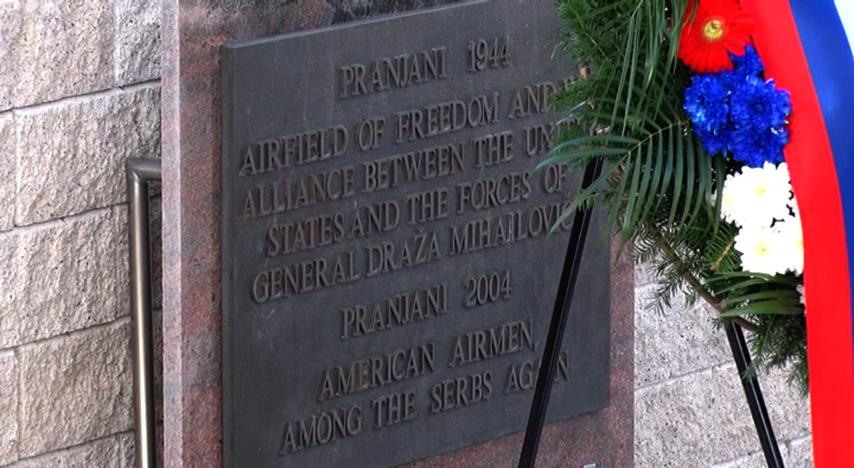 PRANJANI 1944
AIRFIELD OF FREEDOM AND
ALLIANCE BETWEEN THE
STATES AND THE FORCES OF
GENERAL DRAŽA MIHAILOVIĆ
PRANJANI 2004
AMERICAN AIRMEN,
AMONG THE SERBS AGAIN